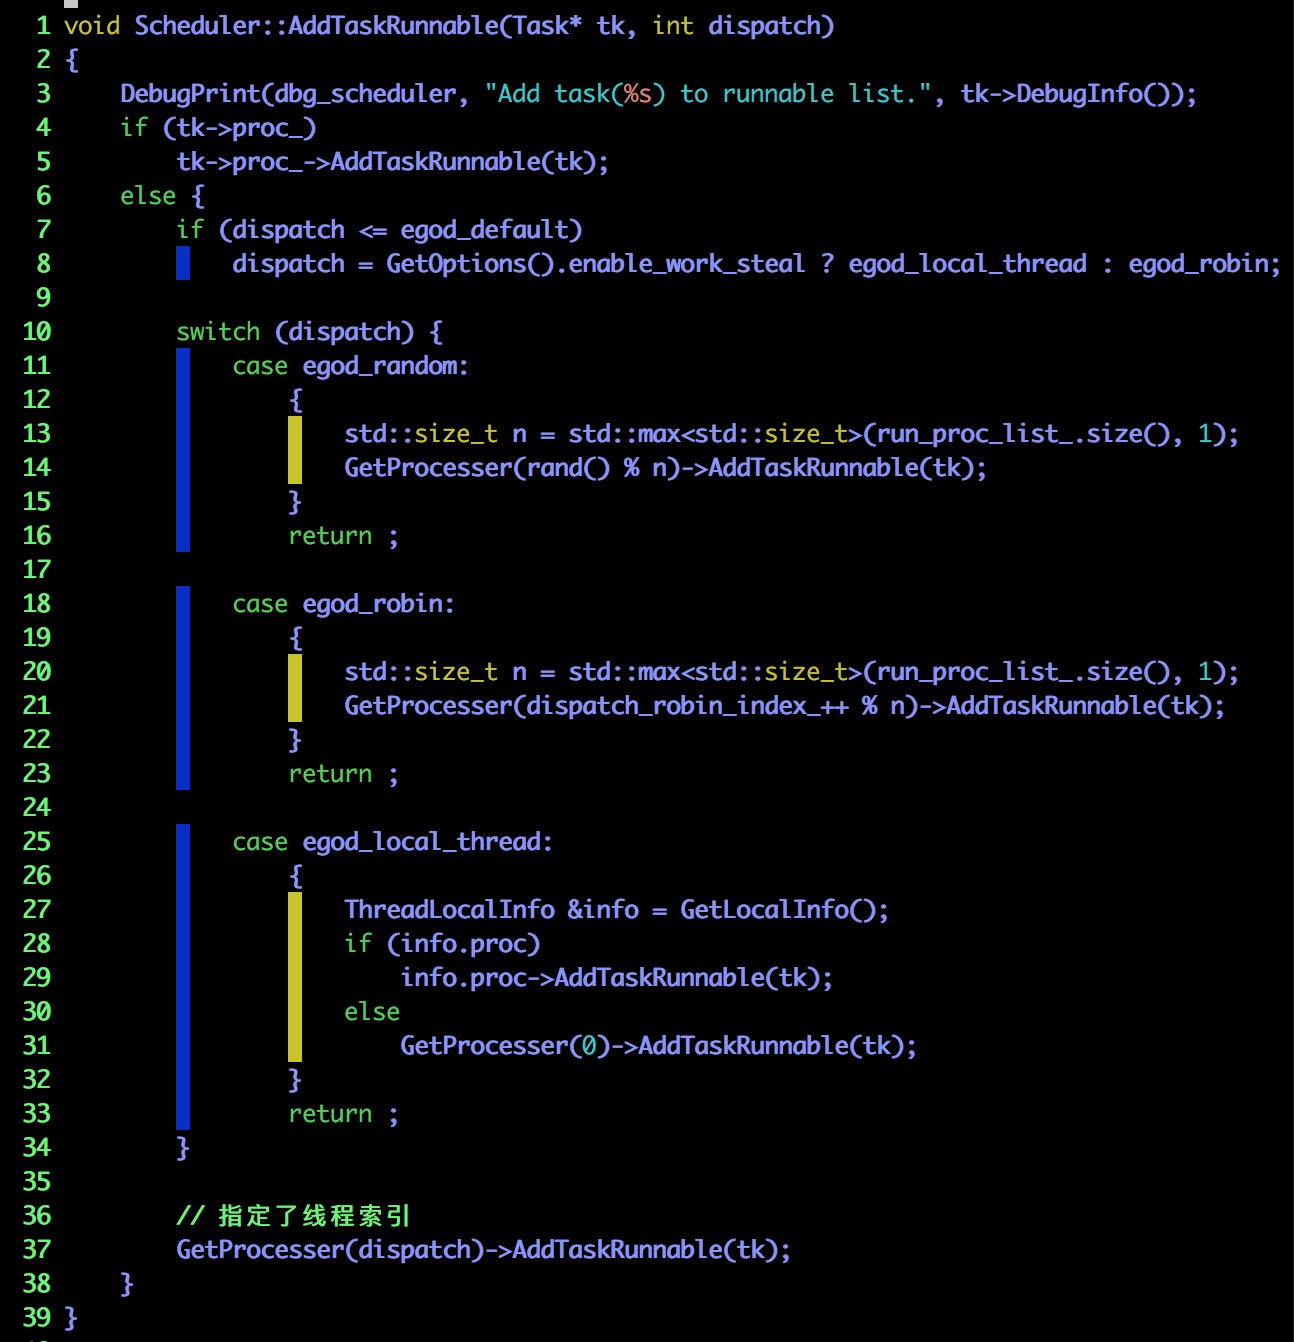 1 void Scheduler::AddTaskRunnable(Task* tk, int dispatch)
2 {
3     DebugPrint(dbg_scheduler, "Add task(%s) to runnable list.", tk->DebugInfo());
4     if (tk->proc_)
5         tk->proc_->AddTaskRunnable(tk);
6     else {
7         if (dispatch <= egod_default)
8             dispatch = GetOptions().enable_work_steal ? egod_local_thread : egod_robin;
9
10         switch (dispatch) {
11             case egod_random:
12                 {
13                     std::size_t n = std::max<std::size_t>(run_proc_list_.size(), 1);
14                     GetProcesser(rand() % n)->AddTaskRunnable(tk);
15                 }
16                 return ;
17
18             case egod_robin:
19                 {
20                     std::size_t n = std::max<std::size_t>(run_proc_list_.size(), 1);
21                     GetProcesser(dispatch_robin_index_++ % n)->AddTaskRunnable(tk);
22                 }
23                 return ;
24
25             case egod_local_thread:
26                 {
27                     ThreadLocalInfo &info = GetLocalInfo();
28                     if (info.proc)
29                         info.proc->AddTaskRunnable(tk);
30                     else
31                         GetProcesser(0)->AddTaskRunnable(tk);
32                 }
33                 return ;
34         }
35
36         // 指定了线程索引
37         GetProcesser(dispatch)->AddTaskRunnable(tk);
38     }
39 }